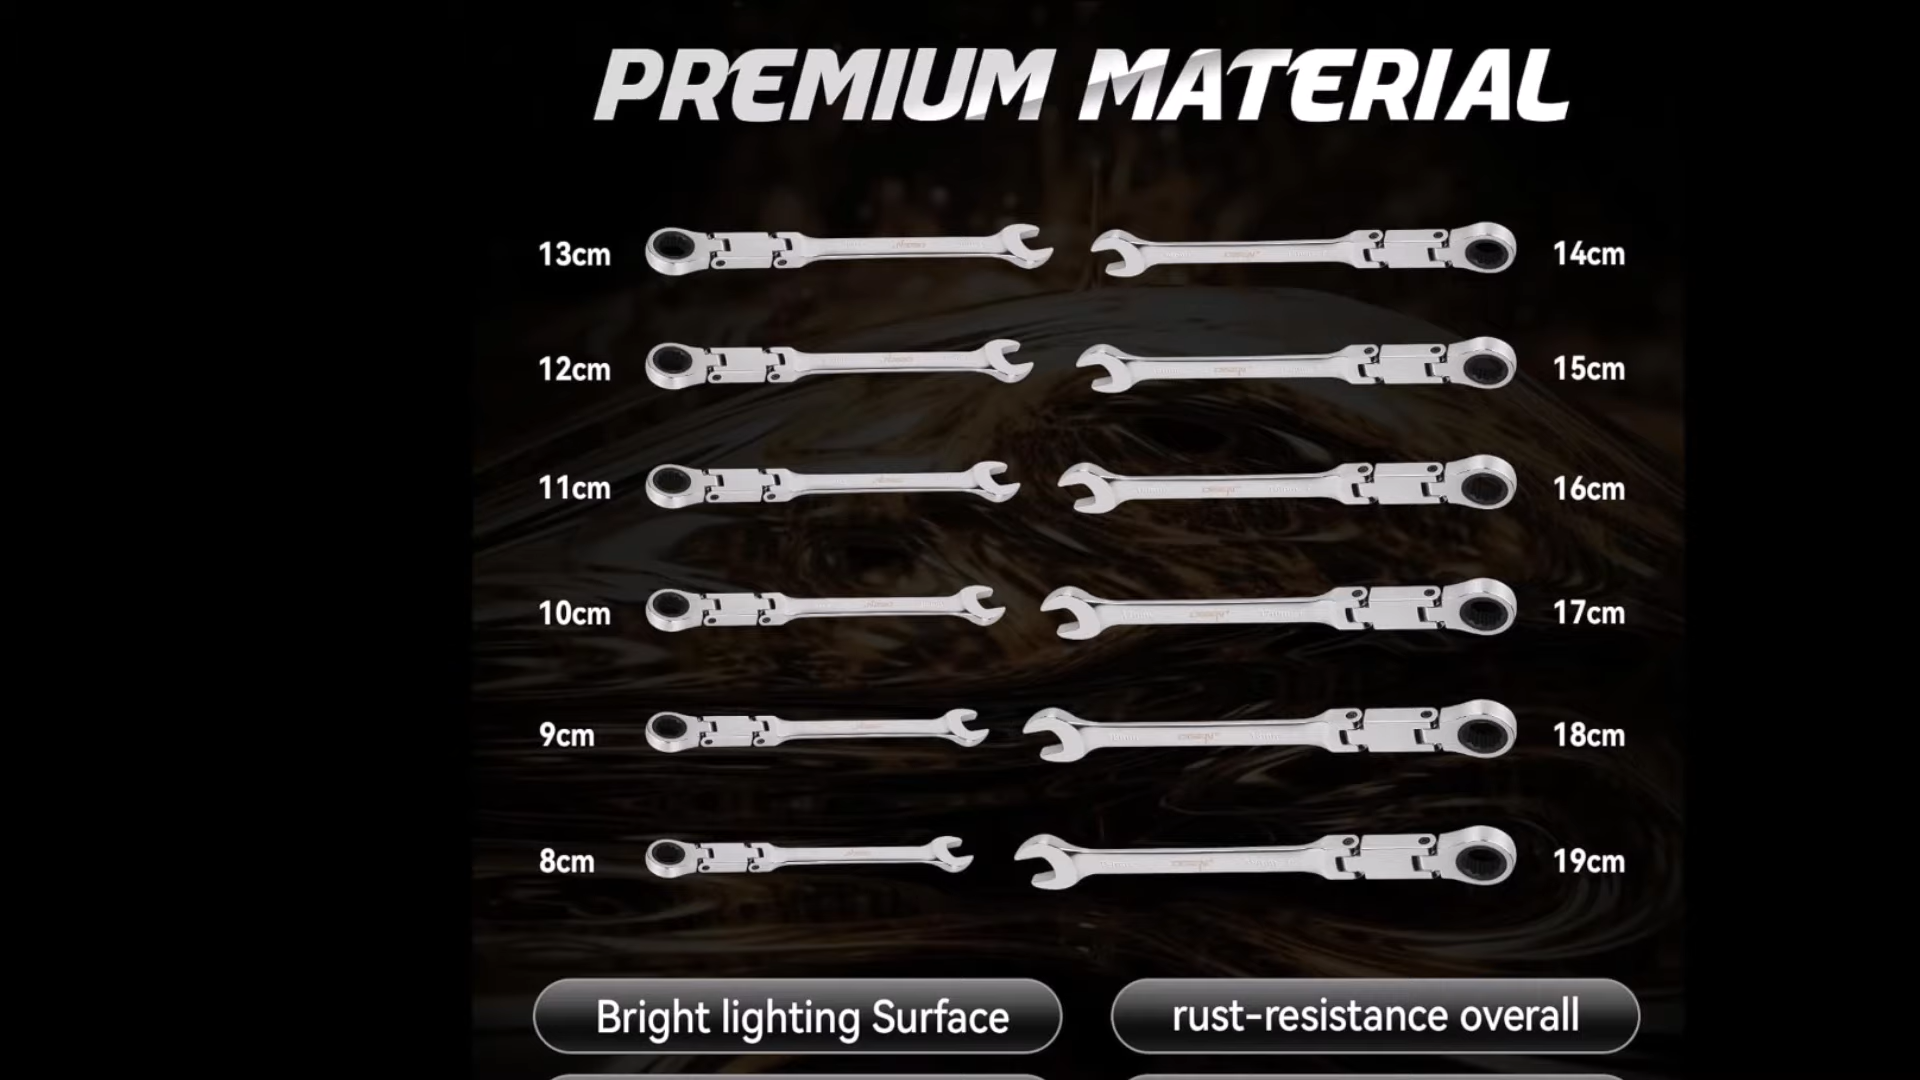 PREMIUM MATERIAL
13cm 14cm
12cm 15cm
11cm 16cm
10cm 17cm
9cm 18cm
8cm 19cm
Bright lighting Surface rust-resistance overall